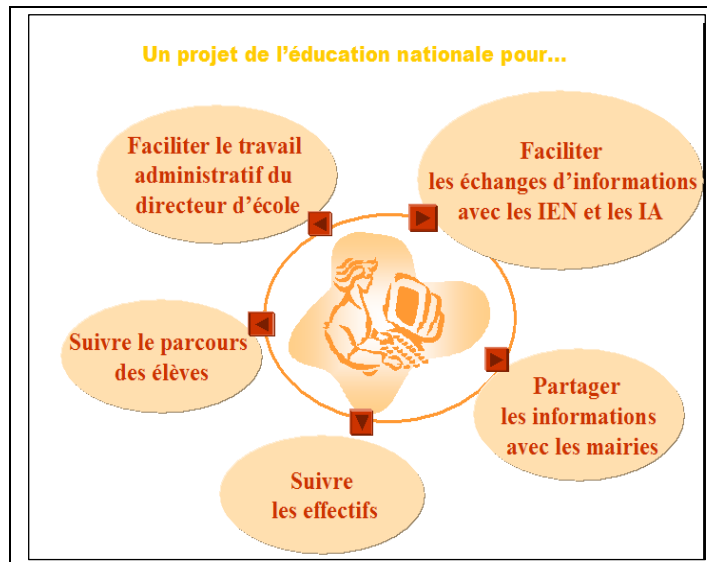 Un projet de l’éducation nationale pour...
Faciliter le travail
administratif du
directeur d’école
Faciliter
les échanges d’informations
avec les IEN et les IA
Suivre le parcours
des élèves
Partager
les informations
avec les mairies
Suivre
les effectifs